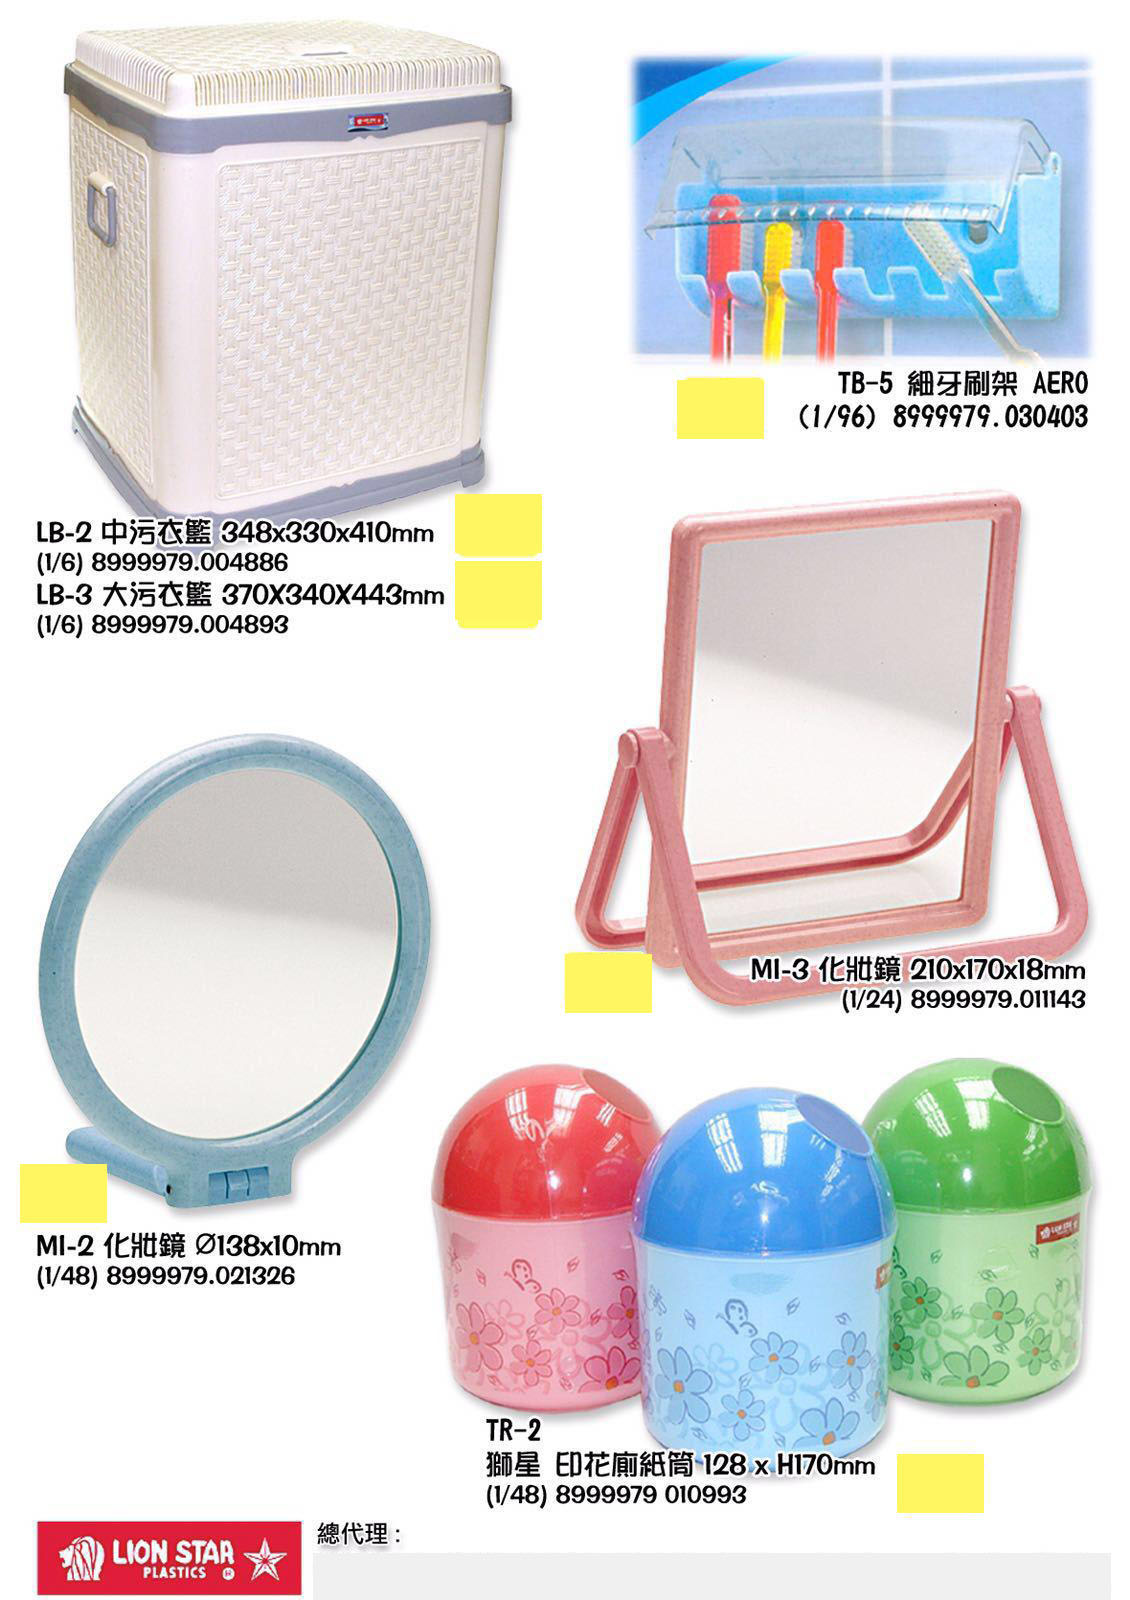 TB-5 細牙刷架 AERO
(1/96) 8999979.030403
LB-2 中污衣籃 348x330x410mm
(1/6) 8999979.004886
LB-3 大污衣籃 370X340X443mm
(1/6) 8999979.004893
MI-3 化妝鏡 210x170x18mm
(1/24) 8999979.011143
MI-2 化妝鏡 Ø138x10mm
(1/48) 8999979.021326
LION STAR
TR-2
獅星 印花廁紙筒 128 x H170mm
(1/48) 8999979 010993
LION STAR
PLASTICS
總代理 :